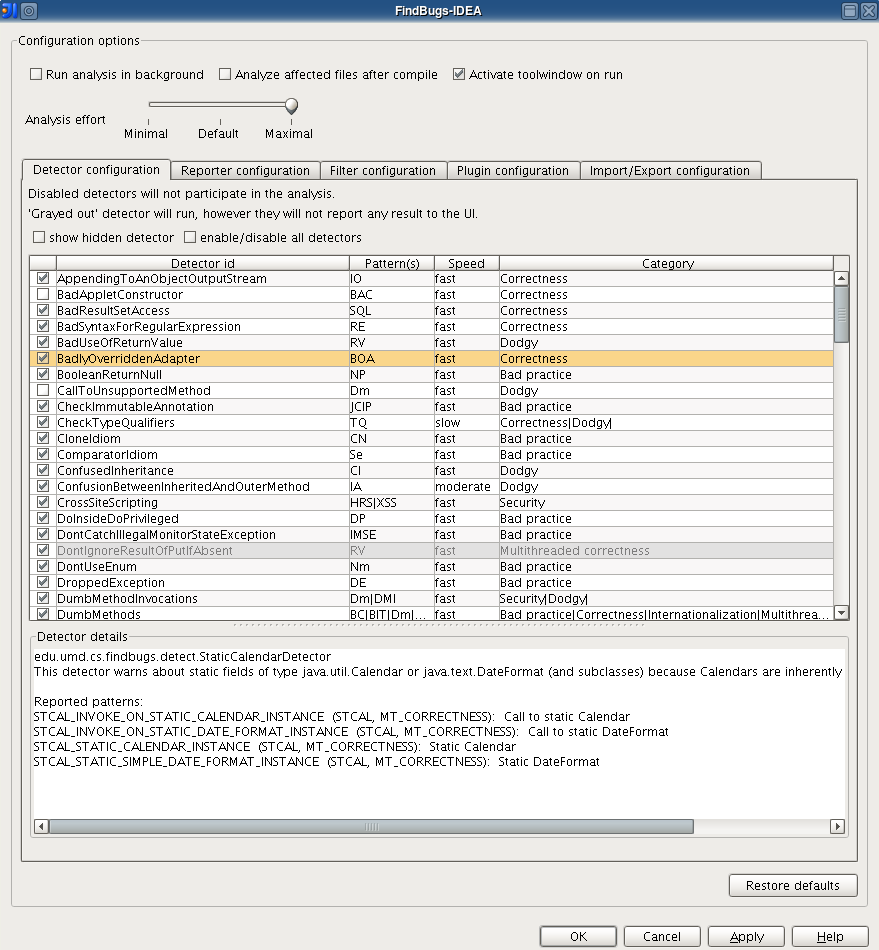 FindBugs-IDEA
Configuration options
Run analysis in background Analyze affected files after compile Activate toolwindow on run
Analysis effort
Minimal Default Maximal
Detector configuration Reporter configuration Filter configuration Plugin configuration Import/Export configuration
Disabled detectors will not participate in the analysis.
'Grayed out' detector will run, however they will not report any result to the UI.
show hidden detector enable/disable all detectors
Detector id Pattern(s) Speed Category
AppendingToAnObjectOutputStream IO fast Correctness
BadAppletConstructor BAC fast Correctness
BadResultSetAccess SQL fast Correctness
BadSyntaxForRegularExpression RE fast Correctness
BadUseOfReturnValue RV fast Dodgy
BadlyOverriddenAdapter BOA fast Correctness
BooleanReturnNull NP fast Bad practice
CallToUnsupportedMethod Dm fast Dodgy
CheckImmutableAnnotation JCIP fast Bad practice
CheckTypeQualifiers TQ slow Correctness|Dodgy|
CloneIdiom CN fast Bad practice
ComparatorIdiom Se fast Bad practice
ConfusedInheritance CI fast Dodgy
ConfusionBetweenInheritedAndOuterMethod IA moderate Dodgy
CrossSiteScripting HRS|XSS fast Security
DoInsideDoPrivileged DP fast Bad practice
DontCatchIllegalMonitorStateException IMSE fast Bad practice
DontIgnoreResultOfPutIfAbsent RV fast Multithreaded correctness
DontUseEnum Nm fast Bad practice
DroppedException DE fast Bad practice
DumbMethodInvocations Dm|DMI fast Security|Dodgy|
DumbMethods BC|BIT|Dm|... fast Bad practice|Correctness|Internationalization|Multithrea...
Detector details
edu.umd.cs.findbugs.detect.StaticCalendarDetector
This detector warns about static fields of type java.util.Calendar or java.text.DateFormat (and subclasses) because Calendars are inherently
Reported patterns:
STCAL_INVOKE_ON_STATIC_CALENDAR_INSTANCE (STCAL, MT_CORRECTNESS): Call to static Calendar
STCAL_INVOKE_ON_STATIC_DATE_FORMAT_INSTANCE (STCAL, MT_CORRECTNESS): Call to static DateFormat
STCAL_STATIC_CALENDAR_INSTANCE (STCAL, MT_CORRECTNESS): Static Calendar
STCAL_STATIC_SIMPLE_DATE_FORMAT_INSTANCE (STCAL, MT_CORRECTNESS): Static DateFormat
Restore defaults
OK Cancel Apply Help